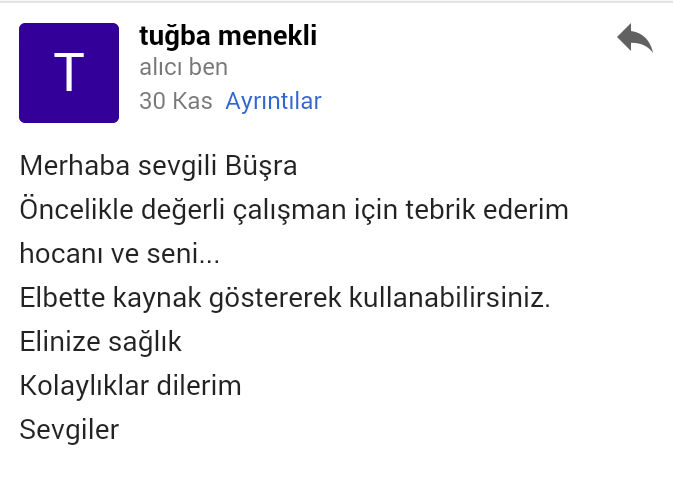 T
tuğba menekli
alıcı ben
30 Kas Ayrıntılar
Merhaba sevgili Büşra
Öncelikle değerli çalışman için tebrik ederim
hocanı ve seni...
Elbette kaynak göstererek kullanabilirsiniz.
Elinize sağlık
Kolaylıklar dilerim
Sevgiler